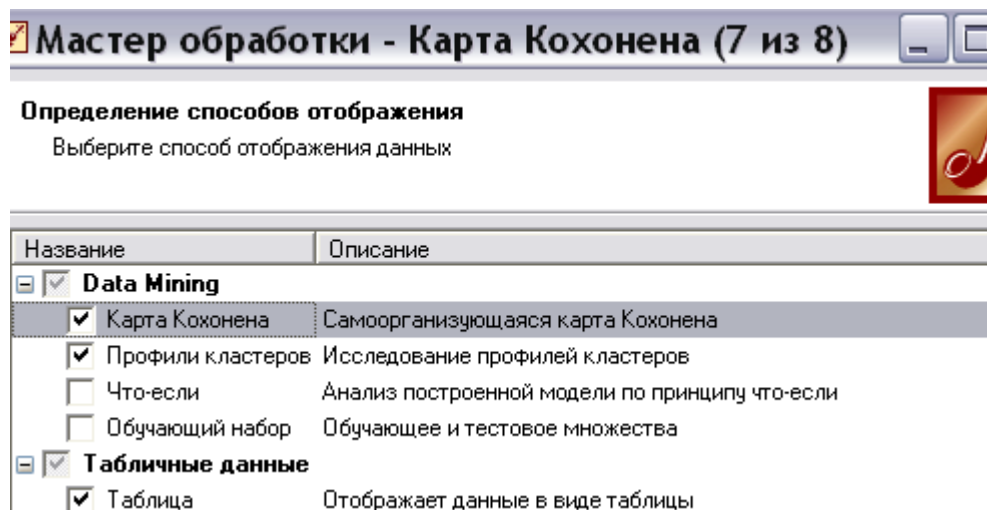 Мастер обработки - Карта Кохонена (7 из 8)
Определение способов отображения
Выберите способ отображения данных
Название Описание
Data Mining
Карта Кохонена Самоорганизующаяся карта Кохонена
Профили кластеров Исследование профилей кластеров
Что-если Анализ построенной модели по принципу что-если
Обучающий набор Обучающее и тестовое множества
Табличные данные
Таблица Отображает данные в виде таблицы